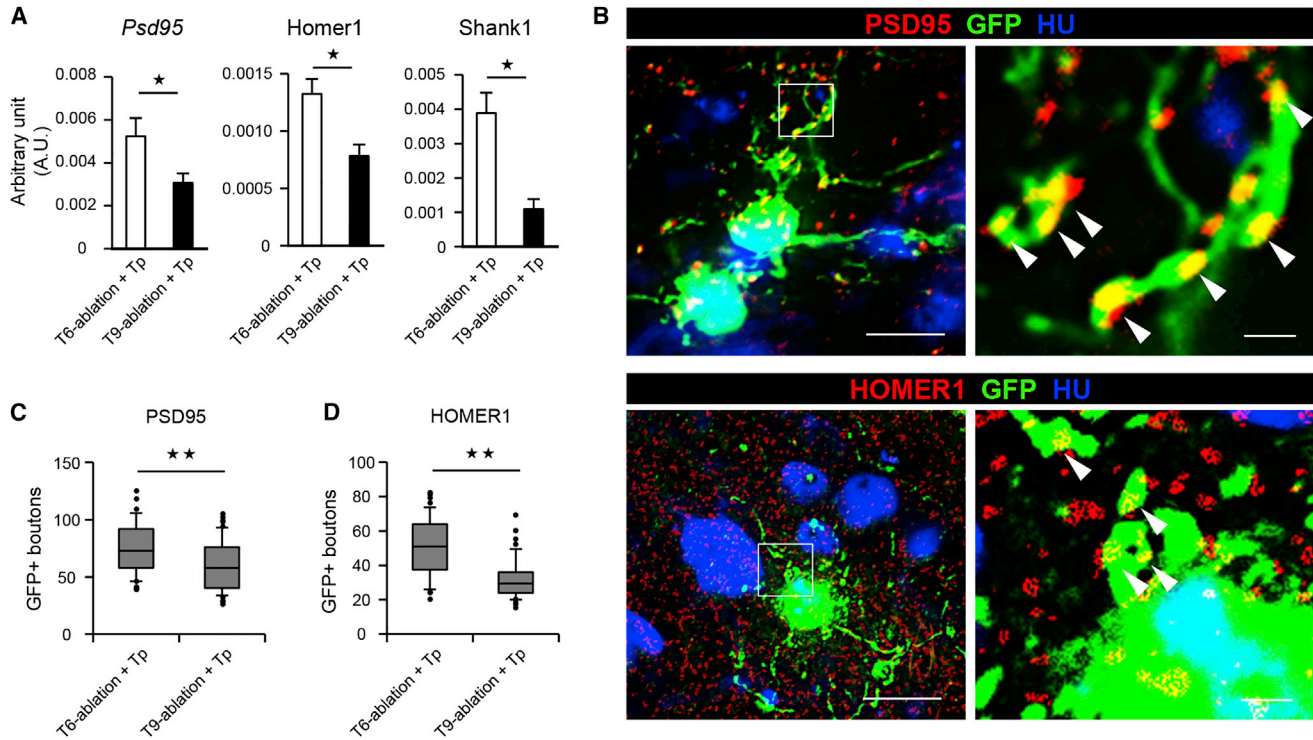 A
Psd95
Homer1
Shank1
Arbitrary unit
(A.U.)
0.008
0.006
0.004
0.002
0
★
T6-ablation + Tp
T9-ablation + Tp
0.0015
0.0010
0.0005
0
★
T6-ablation + Tp
T9-ablation + Tp
0.005
0.004
0.003
0.002
0.001
0
★
T6-ablation + Tp
T9-ablation + Tp
B
PSD95 GFP HU
HOMER1 GFP HU
C
PSD95
GFP+ boutons
150
100
50
0
★★
T6-ablation + Tp
T9-ablation + Tp
D
HOMER1
GFP+ boutons
100
80
60
40
20
0
★★
T6-ablation + Tp
T9-ablation + Tp